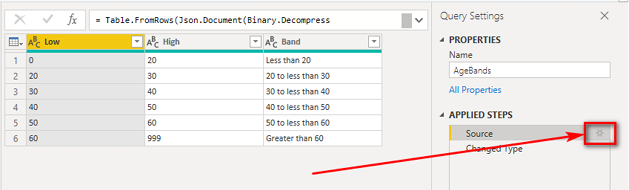 = Table.FromRows(Json.Document(Binary.Decompress
Query Settings
PROPERTIES
Name
AgeBands
All Properties
APPLIED STEPS
Source
Changed Type
ABC Low ABC High ABC Band
1 0 20 Less than 20
2 20 30 20 to less than 30
3 30 40 30 to less than 40
4 40 50 40 to less than 50
5 50 60 50 to less than 60
6 60 999 Greater than 60